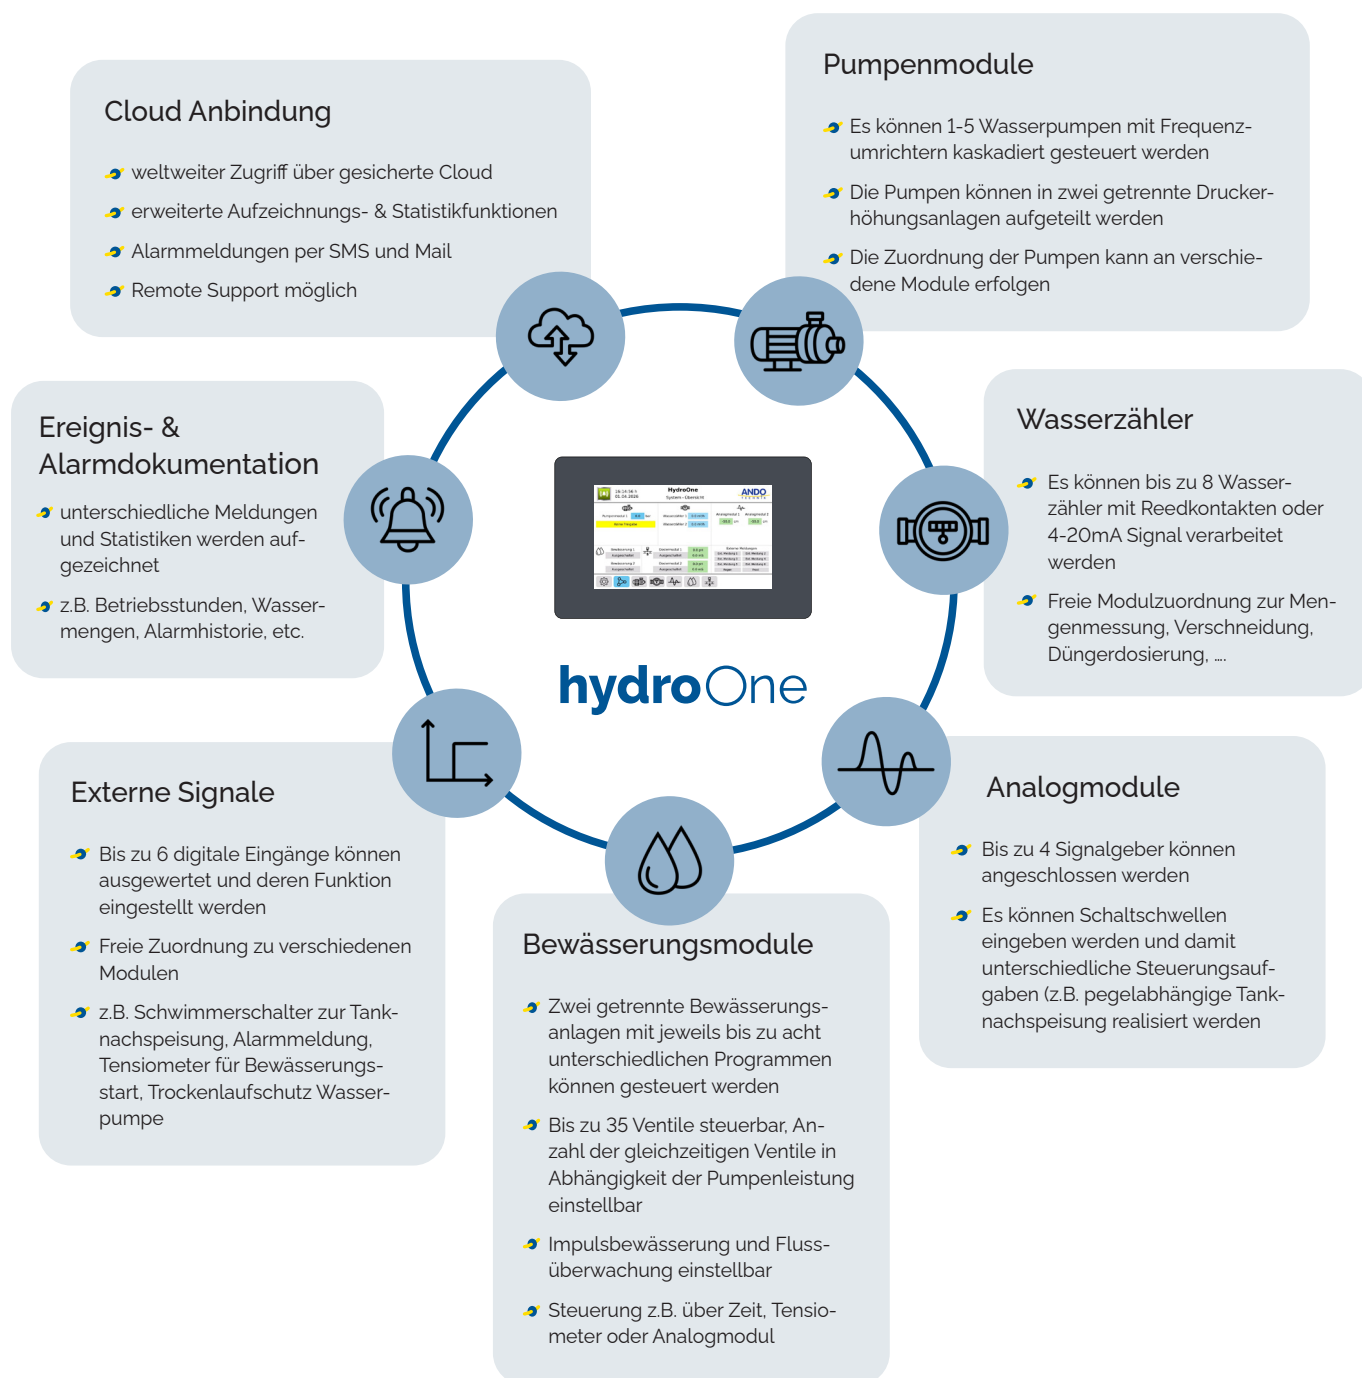 Cloud Anbindung
weltweiter Zugriff über gesicherte Cloud
erweiterte Aufzeichnungs- & Statistikfunktionen
Alarmmeldungen per SMS und Mail
Remote Support möglich
Pumpenmodule
Es können 1-5 Wasserpumpen mit Frequenz-
umrichtern kaskadiert gesteuert werden
Die Pumpen können in zwei getrennte Drucker-
höhungsanlagen aufgeteilt werden
Die Zuordnung der Pumpen kann an verschie-
dene Module erfolgen
Ereignis- &
Alarmdokumentation
unterschiedliche Meldungen
und Statistiken werden auf-
gezeichnet
z.B. Betriebsstunden, Wasser-
mengen, Alarmhistorie, etc.
Wasserzähler
Es können bis zu 8 Wasser-
zähler mit Reedkontakten oder
4-20mA Signal verarbeitet
werden
Freie Modulzuordnung zur Men-
genmessung, Verschneidung,
Düngerdosierung, ....
HydroOne
System - Übersicht
ANDO
TECHNIK
Keine Freigabe
hydroOne
Externe Signale
Bis zu 6 digitale Eingänge können
ausgewertet und deren Funktion
eingestellt werden
Freie Zuordnung zu verschiedenen
Modulen
z.B. Schwimmerschalter zur Tank-
nachspeisung, Alarmmeldung,
Tensiometer für Bewässerungs-
start, Trockenlaufschutz Wasser-
pumpe
Analogmodule
Bis zu 4 Signalgeber können
angeschlossen werden
Es können Schaltschwellen
eingeben werden und damit
unterschiedliche Steuerungsauf-
gaben (z.B. pegelabhängige Tank-
nachspeisung realisiert werden
Bewässerungsmodule
Zwei getrennte Bewässerungs-
anlagen mit jeweils bis zu acht
unterschiedlichen Programmen
können gesteuert werden
Bis zu 35 Ventile steuerbar, An-
zahl der gleichzeitigen Ventile in
Abhängigkeit der Pumpenleistung
einstellbar
Impulsbewässerung und Fluss-
überwachung einstellbar
Steuerung z.B. über Zeit, Tensio-
meter oder Analogmodul